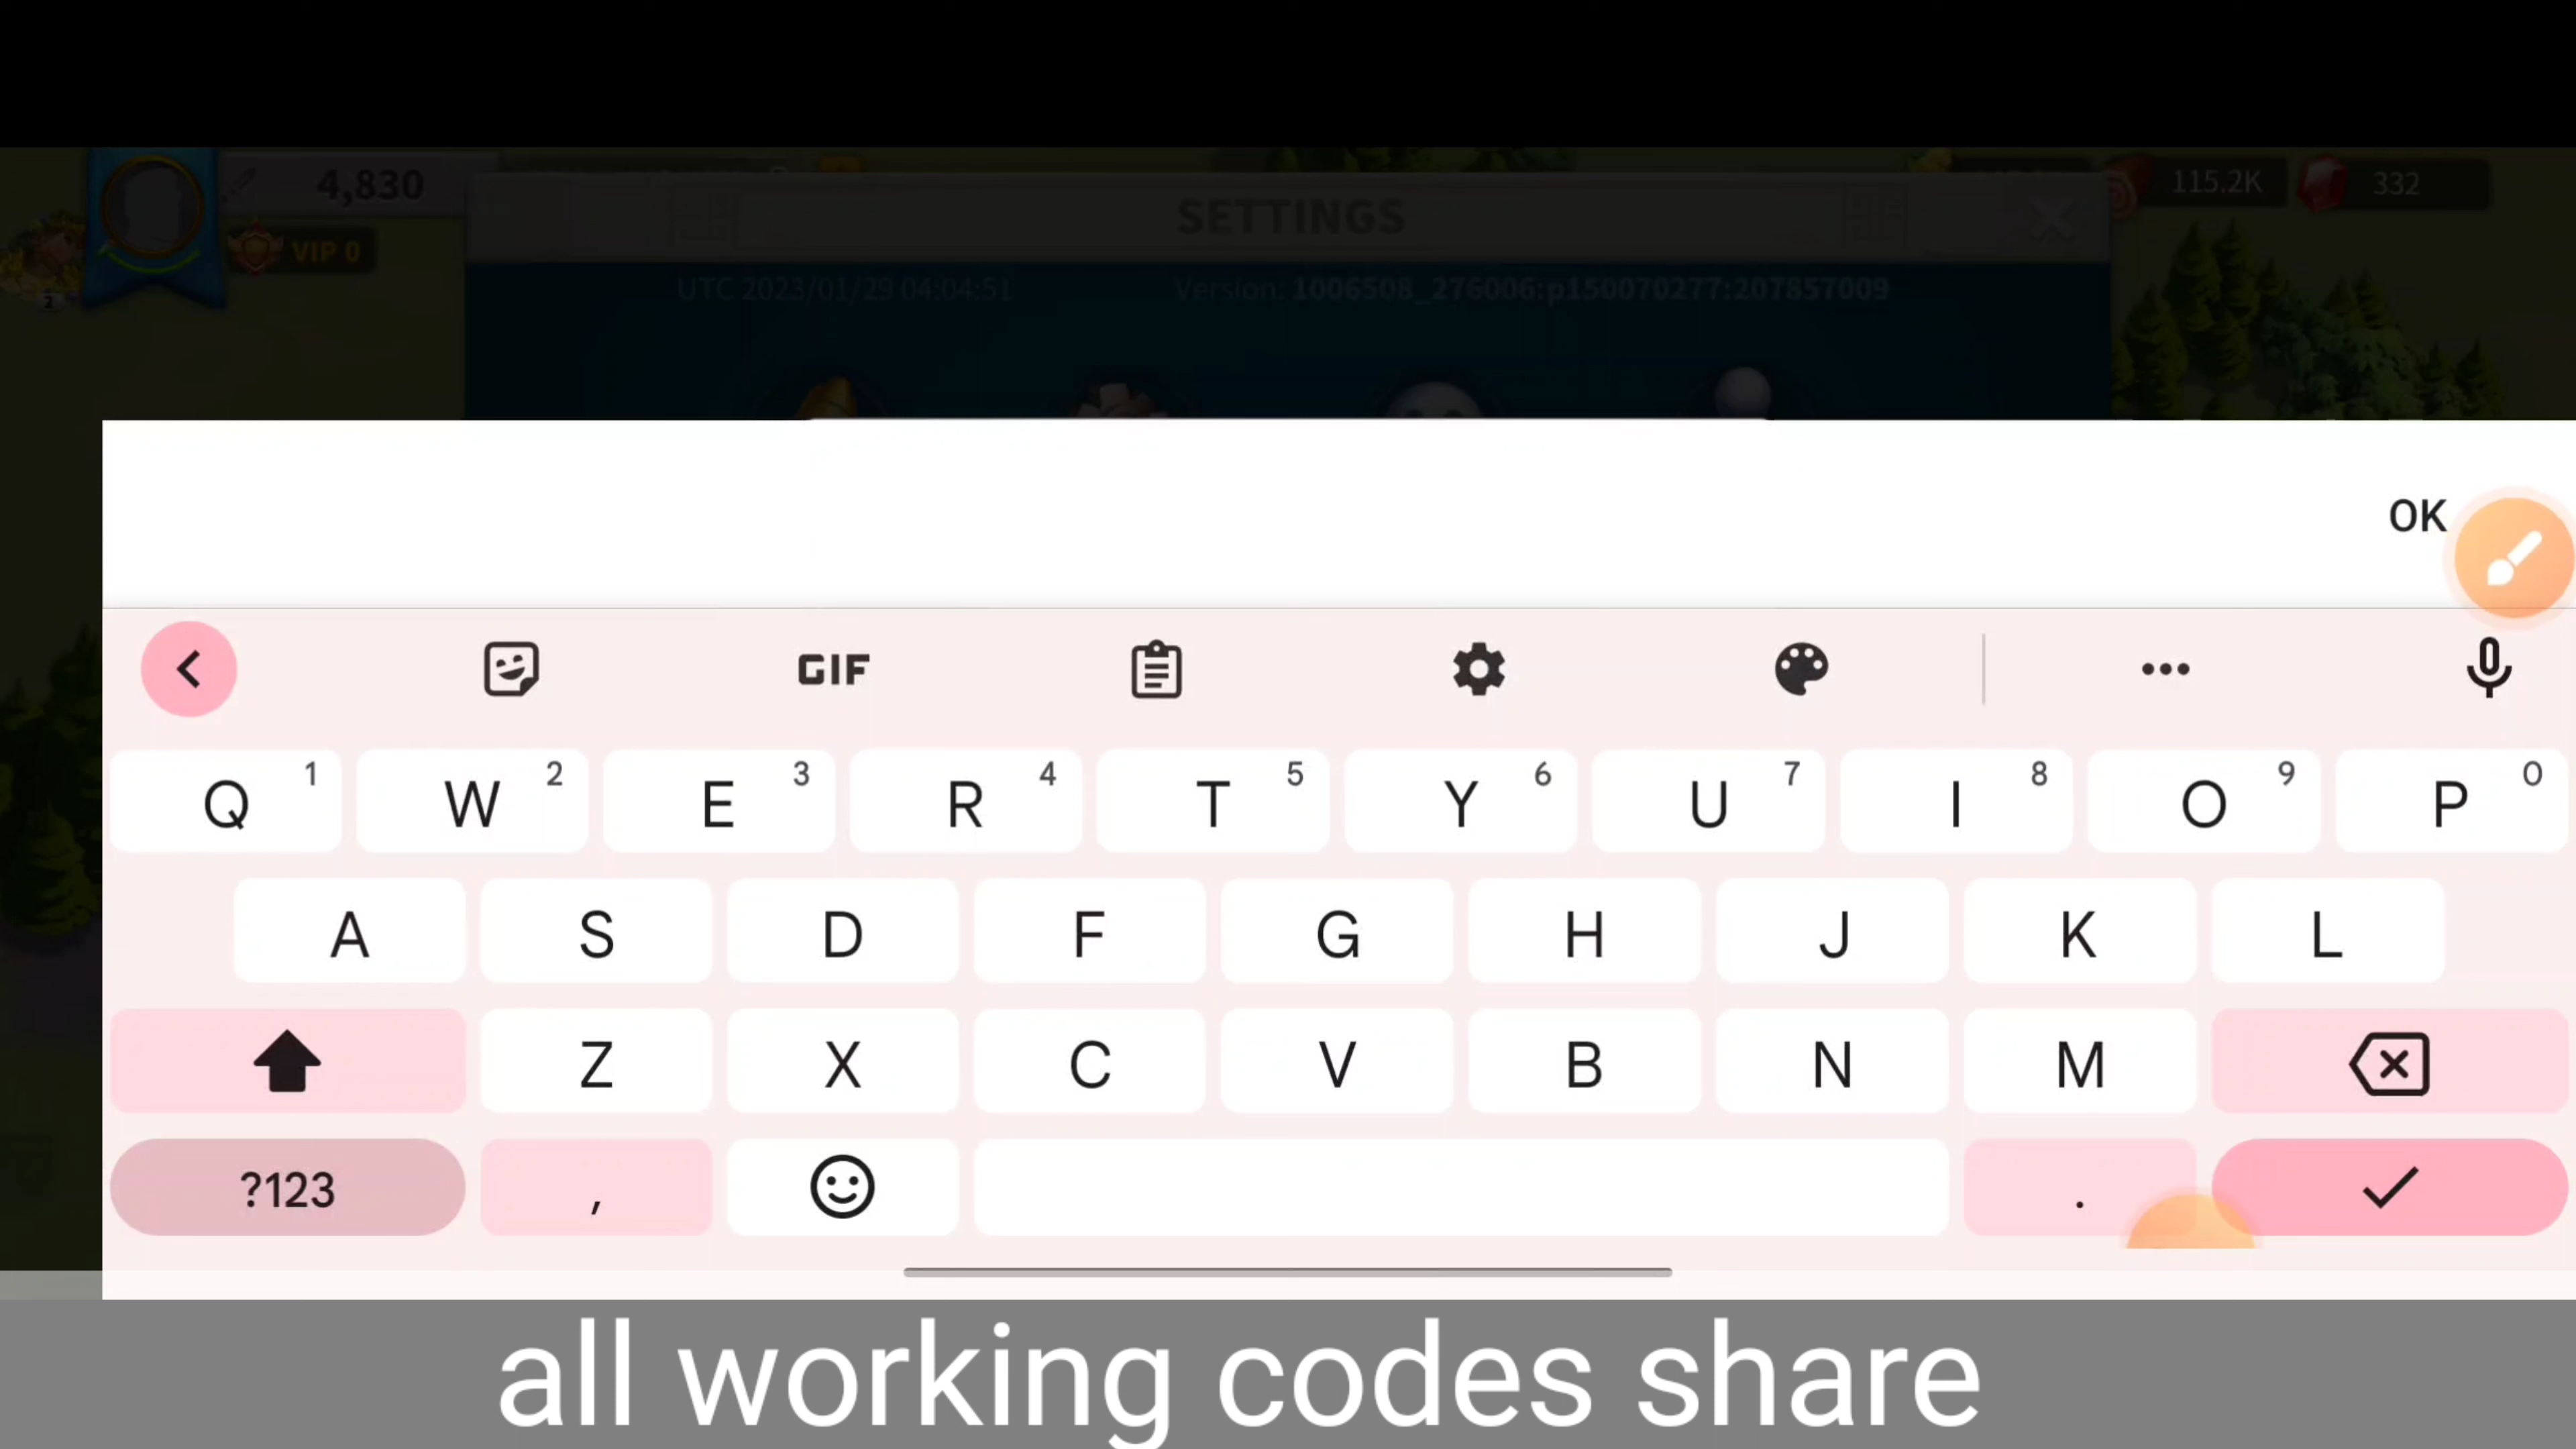 4,830
115.2K
332
SETTINGS
VIP 0
2
UTC 2023/01/29 04:04:51
Version: 1006508_276006:p150070277:207857009
OK
GIF
Q 1 W 2 E 3 R 4 T 5 Y 6 U 7 I 8 O 9 P 0
A S D F G H J K L
Z X C V B N M
?123 , .
all working codes share